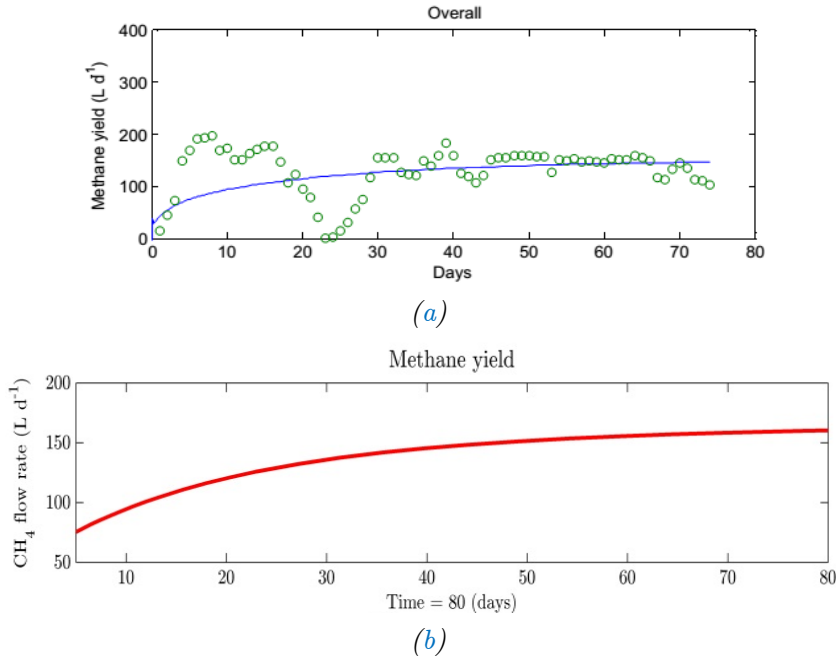 Overall
400
300
200
100
0
Methane yield (L d⁻¹)
0 10 20 30 40 50 60 70 80
Days
(a)
Methane yield
200
150
100
50
CH₄ flow rate (L d⁻¹)
10 20 30 40 50 60 70 80
Time = 80 (days)
(b)